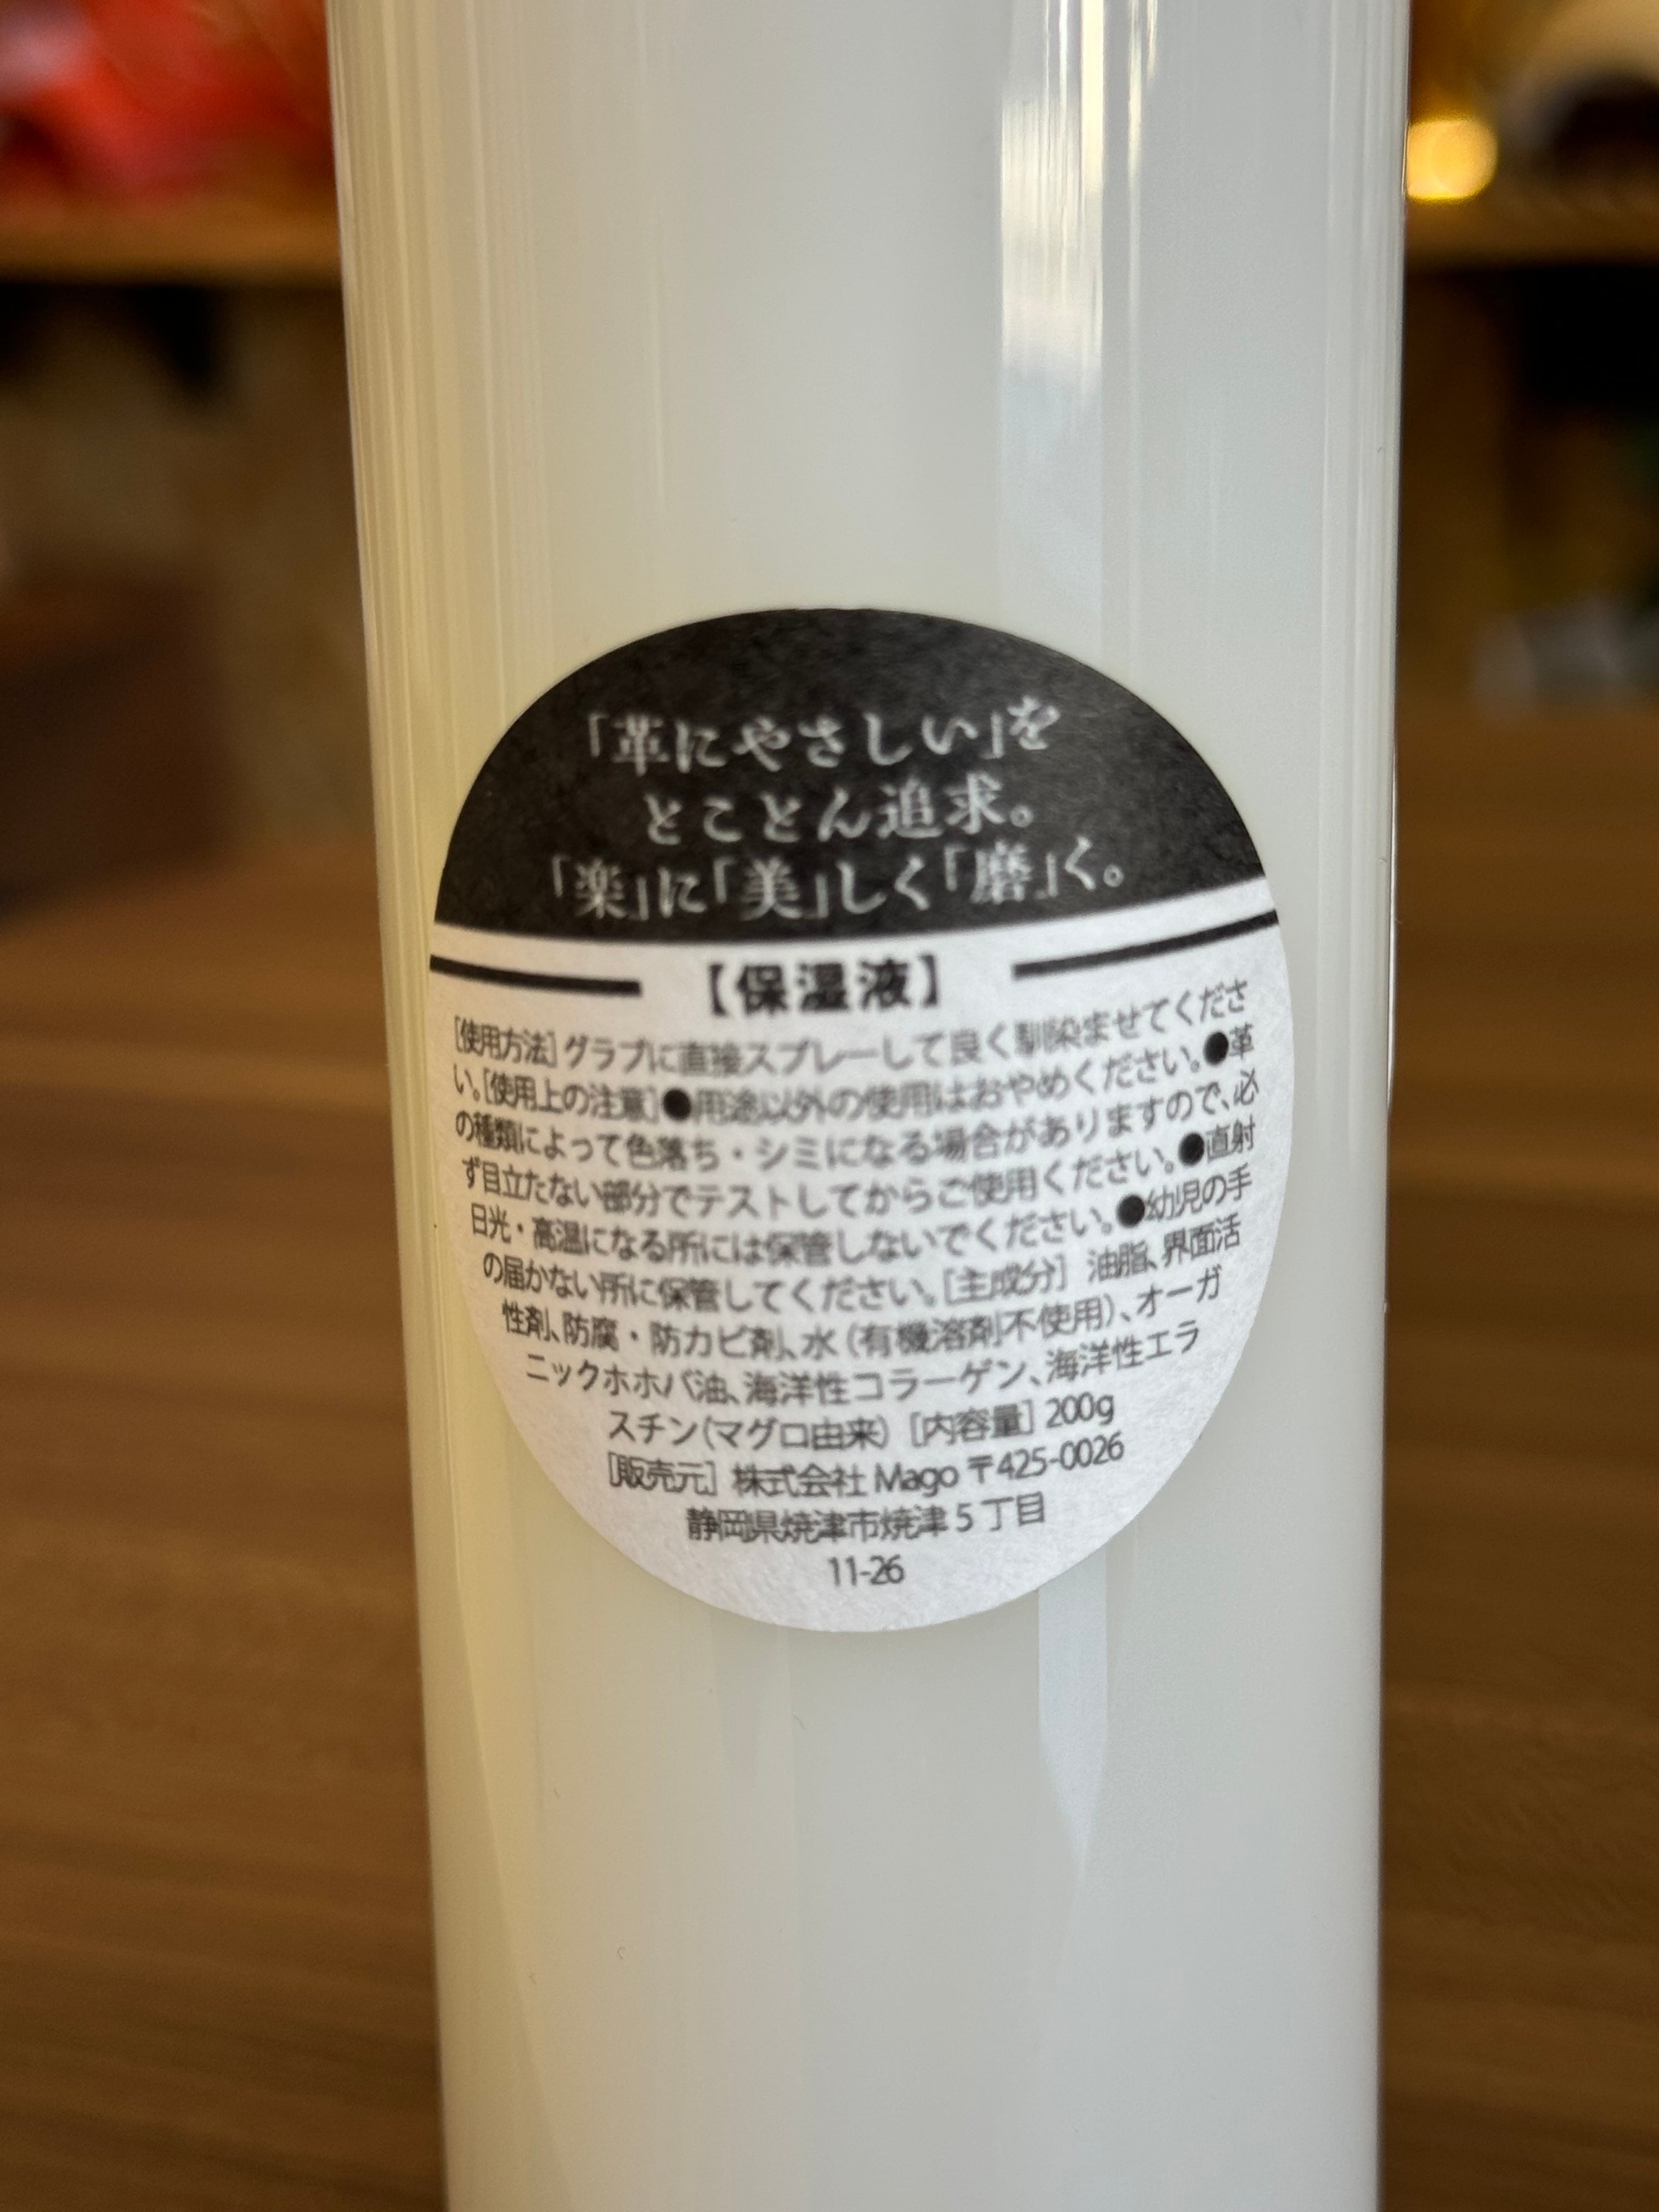 「革にやさしい」を
とことん追求。
「楽」に「美」しく「磨」く。
【保湿液】
[使用方法]グラブに直接スプレーして良く馴染ませてくださ
い。[使用上の注意]●用途以外の使用はおやめください。●革
の種類によって色落ち・シミになる場合がありますので、必
ず目立たない部分でテストしてからご使用ください。●直射
日光・高温になる所には保管しないでください。●幼児の手
の届かない所に保管してください。[主成分] 油脂、界面活
性剤、防腐・防カビ剤、水(有機溶剤不使用)、オーガ
ニックホホバ油、海洋性コラーゲン、海洋性エラ
スチン(マグロ由来)[内容量] 200g
[販売元] 株式会社 Mago 〒425-0026
静岡県焼津市焼津 5 丁目
11-26